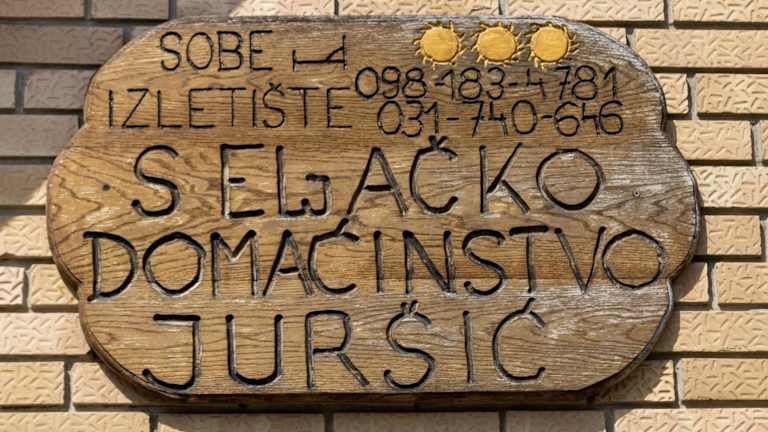 SOBE 098-183-4781
IZLETIŠTE 031-740-646
SELJAČKO
DOMAĆINSTVO
JURŠIĆ